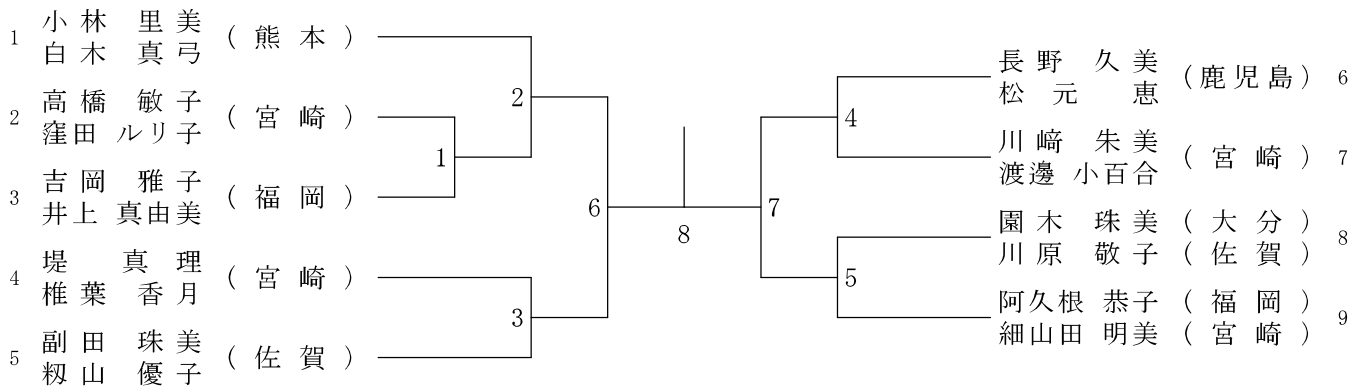 1 小林 里美 (熊本)
白木 真弓
2 高橋 敏子 (宮崎)
窪田 ルリ子
3 吉岡 雅子 (福岡)
井上 真由美
4 堤 真理 (宮崎)
椎葉 香月
5 副田 珠美 (佐賀)
籾山 優子
2
1
6
3
8
4
7
5
長野 久美 (鹿児島) 6
松元 恵
川﨑 朱美 (宮崎) 7
渡邊 小百合
園木 珠美 (大分) 8
川原 敬子 (佐賀)
阿久根 恭子 (福岡) 9
細山田 明美 (宮崎)